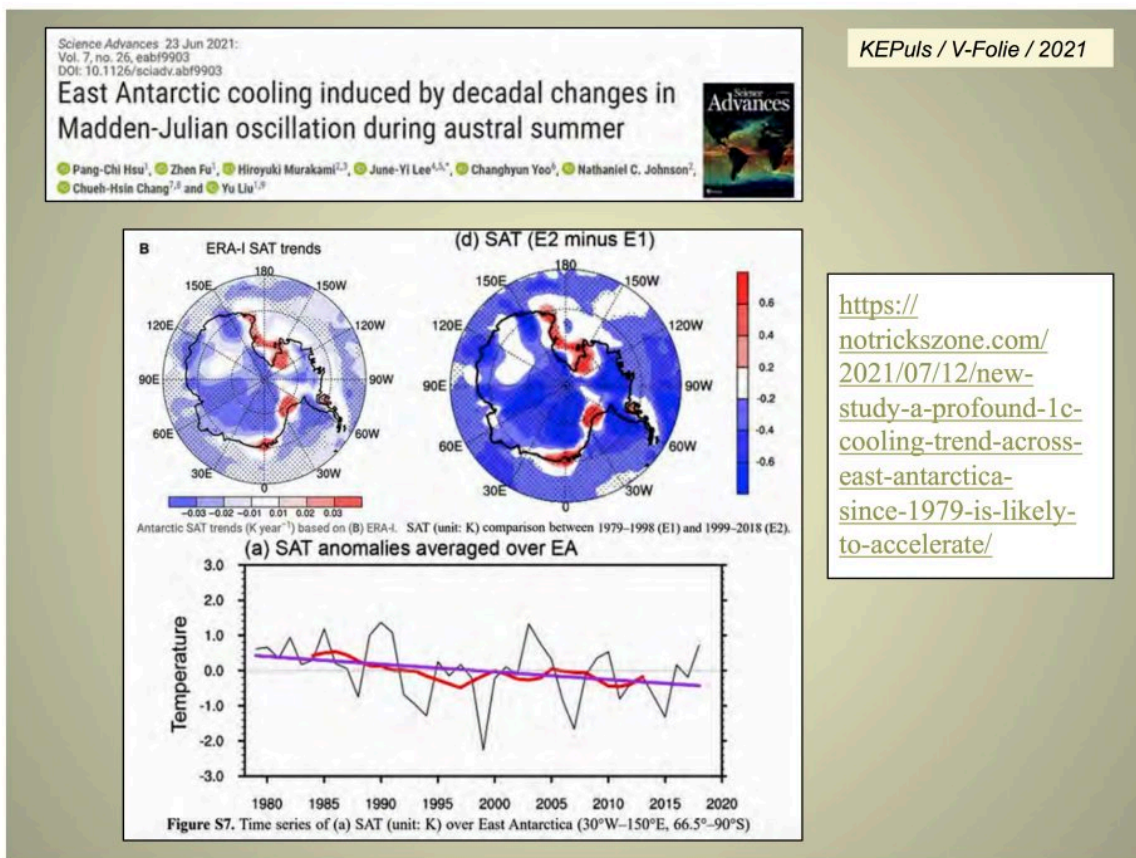 Science Advances 23 Jun 2021:
Vol. 7, no. 26, eabf9903
DOI: 10.1126/sciadv.abf9903
East Antarctic cooling induced by decadal changes in
Madden-Julian oscillation during austral summer
Pang-Chi Hsu1, Zhen Fu1, Hiroyuki Murakami2,3, June-Yi Lee4,5,*, Changhyun Yoo6, Nathaniel C. Johnson2,
Chueh-Hsin Chang7,8 and Yu Liu1,9
Science
Advances
KEPuls / V-Folie / 2021
B
ERA-I SAT trends
180
150E
150W
120E
120W
90E
90W
60E
60W
30E
30W
0
−0.03 −0.02 −0.01 0.01 0.02 0.03
Antarctic SAT trends (K year−1) based on (B) ERA-I.
(d) SAT (E2 minus E1)
180
150E
150W
120E
120W
90E
90W
60E
60W
30E
30W
0
0.6
0.4
0.2
-0.2
-0.4
-0.6
SAT (unit: K) comparison between 1979–1998 (E1) and 1999–2018 (E2).
(a) SAT anomalies averaged over EA
Temperature
3.0
2.0
1.0
0.0
-1.0
-2.0
-3.0
1980 1985 1990 1995 2000 2005 2010 2015 2020
Figure S7. Time series of (a) SAT (unit: K) over East Antarctica (30°W–150°E, 66.5°–90°S)
https://
notrickszone.com/
2021/07/12/new-
study-a-profound-1c-
cooling-trend-across-
east-antarctica-
since-1979-is-likely-
to-accelerate/